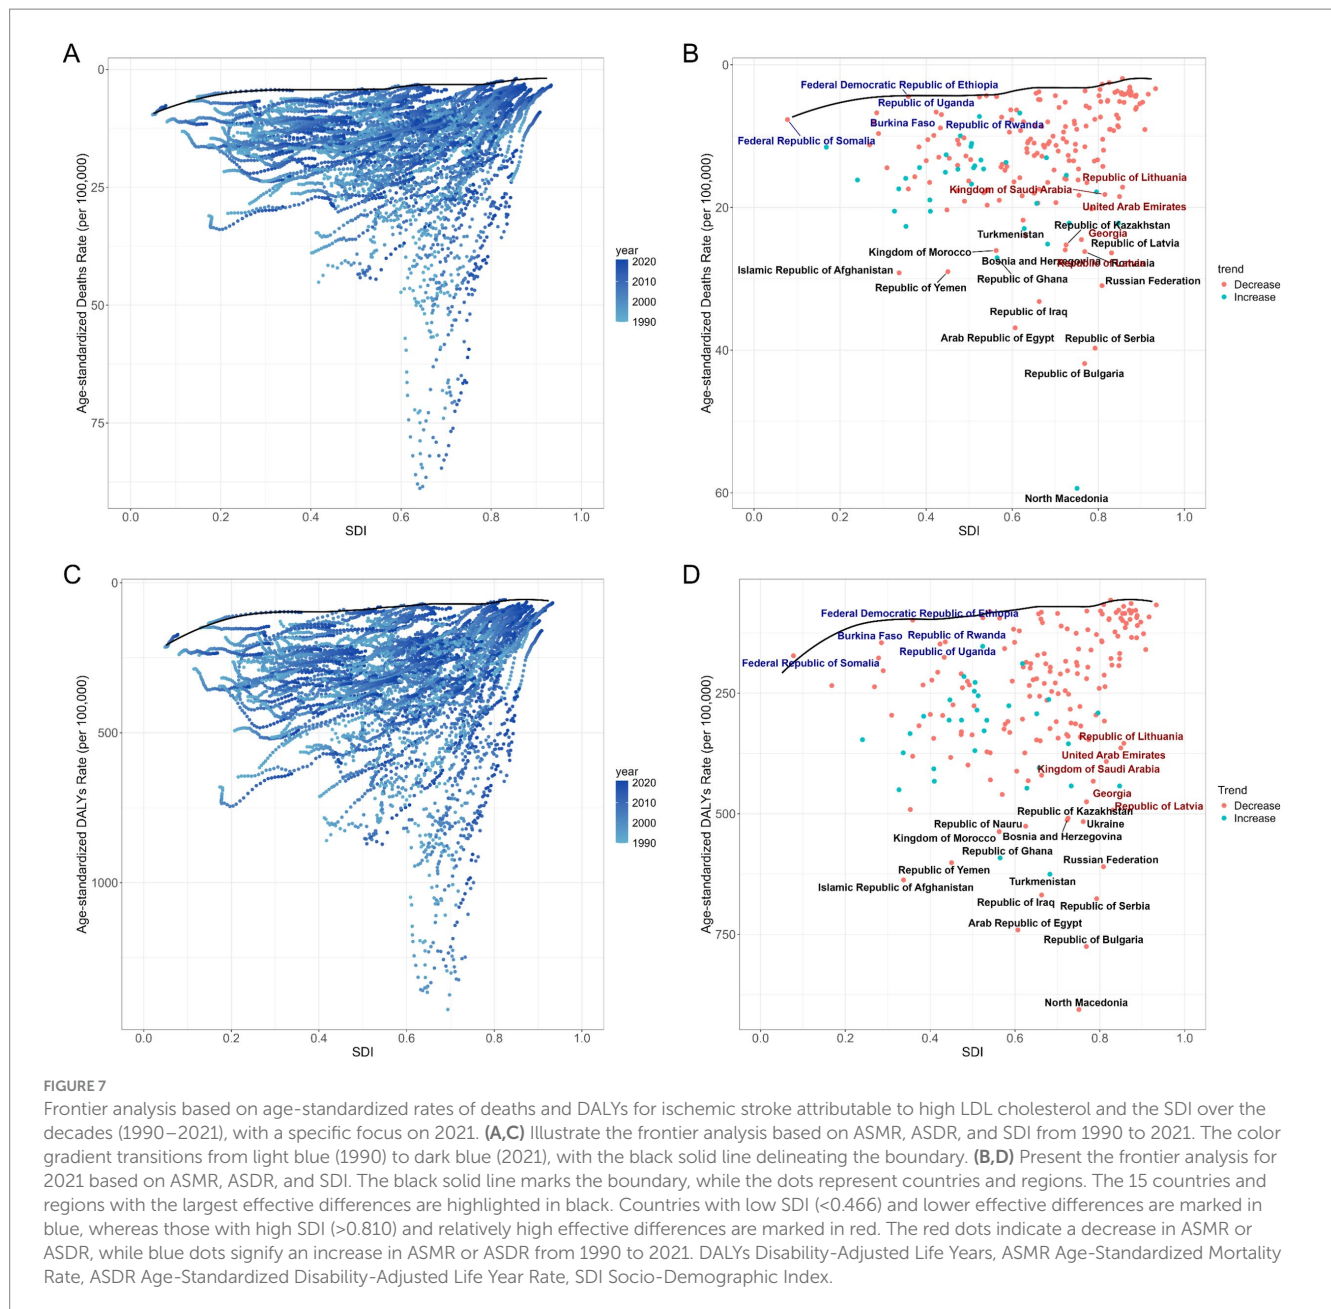 A
0
25
50
75
0.0
0.2
0.4
0.6
0.8
1.0
SDI
Age-standardized Deaths Rate (per 100,000)
year
2020
2010
2000
1990
B
0
20
40
60
0.0
0.2
0.4
0.6
0.8
1.0
SDI
Age-standardized Deaths Rate (per 100,000)
Federal Democratic Republic of Ethiopia
Republic of Uganda
Burkina Faso
Republic of Rwanda
Federal Republic of Somalia
Republic of Lithuania
Kingdom of Saudi Arabia
United Arab Emirates
Republic of Kazakhstan
Turkmenistan
Georgia
Republic of Latvia
Kingdom of Morocco
Bosnia and Herzegovina
Romania
Islamic Republic of Afghanistan
Republic of Ghana
Russian Federation
Republic of Yemen
Republic of Iraq
Arab Republic of Egypt
Republic of Serbia
Republic of Bulgaria
North Macedonia
trend
Decrease
Increase
C
0
500
1000
0.0
0.2
0.4
0.6
0.8
1.0
SDI
Age-standardized DALYs Rate (per 100,000)
year
2020
2010
2000
1990
D
250
500
750
0.0
0.2
0.4
0.6
0.8
1.0
SDI
Age-standardized DALYs Rate (per 100,000)
Federal Democratic Republic of Ethiopia
Burkina Faso
Republic of Rwanda
Republic of Uganda
Federal Republic of Somalia
Republic of Lithuania
United Arab Emirates
Kingdom of Saudi Arabia
Georgia
Republic of Latvia
Republic of Kazakhstan
Republic of Nauru
Ukraine
Kingdom of Morocco
Bosnia and Herzegovina
Republic of Ghana
Russian Federation
Republic of Yemen
Turkmenistan
Islamic Republic of Afghanistan
Republic of Iraq
Republic of Serbia
Arab Republic of Egypt
Republic of Bulgaria
North Macedonia
Trend
Decrease
Increase
FIGURE 7
Frontier analysis based on age-standardized rates of deaths and DALYs for ischemic stroke attributable to high LDL cholesterol and the SDI over the
decades (1990–2021), with a specific focus on 2021. (A,C) Illustrate the frontier analysis based on ASMR, ASDR, and SDI from 1990 to 2021. The color
gradient transitions from light blue (1990) to dark blue (2021), with the black solid line delineating the boundary. (B,D) Present the frontier analysis for
2021 based on ASMR, ASDR, and SDI. The black solid line marks the boundary, while the dots represent countries and regions. The 15 countries and
regions with the largest effective differences are highlighted in black. Countries with low SDI (<0.466) and lower effective differences are marked in
blue, whereas those with high SDI (>0.810) and relatively high effective differences are marked in red. The red dots indicate a decrease in ASMR or
ASDR, while blue dots signify an increase in ASMR or ASDR from 1990 to 2021. DALYs Disability-Adjusted Life Years, ASMR Age-Standardized Mortality
Rate, ASDR Age-Standardized Disability-Adjusted Life Year Rate, SDI Socio-Demographic Index.